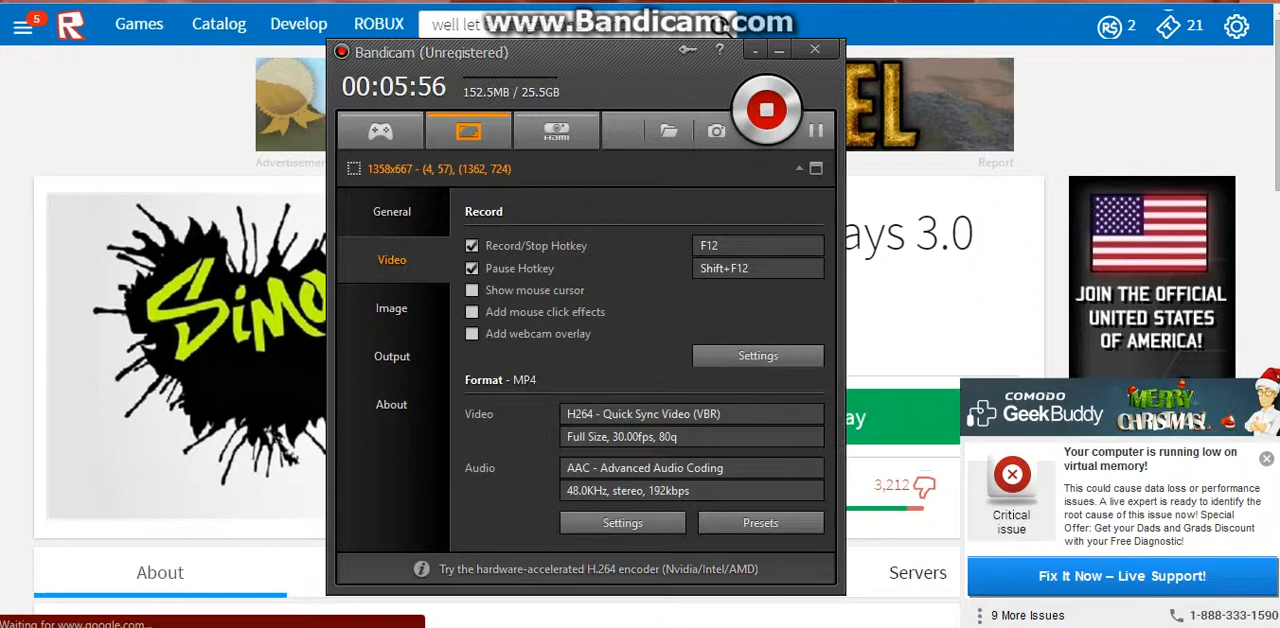 www.Bandicam.com
5
Games
Catalog
Develop
ROBUX
well let
R$ 2
21
Bandicam (Unregistered)
?
00:05:56
152.5MB / 25.5GB
HDMI
EL
Advertisement
Report
1358x667 - (4, 57), (1362, 724)
General
Video
Image
Output
About
Record
Record/Stop Hotkey
F12
Pause Hotkey
Shift+F12
Show mouse cursor
Add mouse click effects
Add webcam overlay
Settings
Format - MP4
Video
H264 - Quick Sync Video (VBR)
Full Size, 30.00fps, 80q
Audio
AAC - Advanced Audio Coding
48.0KHz, stereo, 192kbps
Settings
Presets
Try the hardware-accelerated H.264 encoder (Nvidia/Intel/AMD)
Simo
ays 3.0
JOIN THE OFFICIAL
UNITED STATES
OF AMERICA!
ay
3,212
About
Servers
COMODO
GeekBuddy
MERRY
CHRISTMAS!
Critical
issue
Your computer is running low on
virtual memory!
This could cause data loss or performance
issues. A live expert is ready to identify the
root cause of this issue now! Special
Offer: Get your Dads and Grads Discount
with your Free Diagnostic!
Fix It Now – Live Support!
9 More Issues
1-888-333-1590
Waiting for www.google.com...